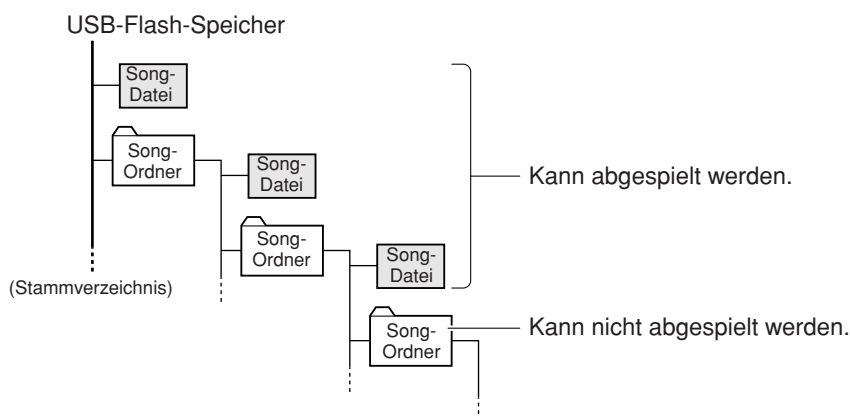 USB-Flash-Speicher
Song-
Datei
Song-
Ordner
Song-
Datei
Kann abgespielt werden.
Song-
Ordner
Song-
Datei
(Stammverzeichnis)
Song-
Ordner
Kann nicht abgespielt werden.